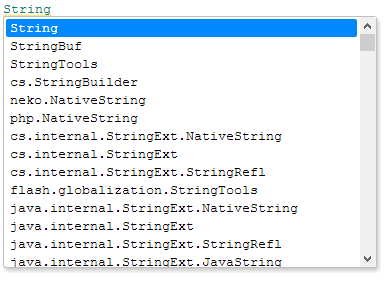 String
String
StringBuf
StringTools
cs.StringBuilder
neko.NativeString
php.NativeString
cs.internal.StringExt.NativeString
cs.internal.StringExt
cs.internal.StringExt.StringRefl
flash.globalization.StringTools
java.internal.StringExt.NativeString
java.internal.StringExt
java.internal.StringExt.StringRefl
java.internal.StringExt.JavaString